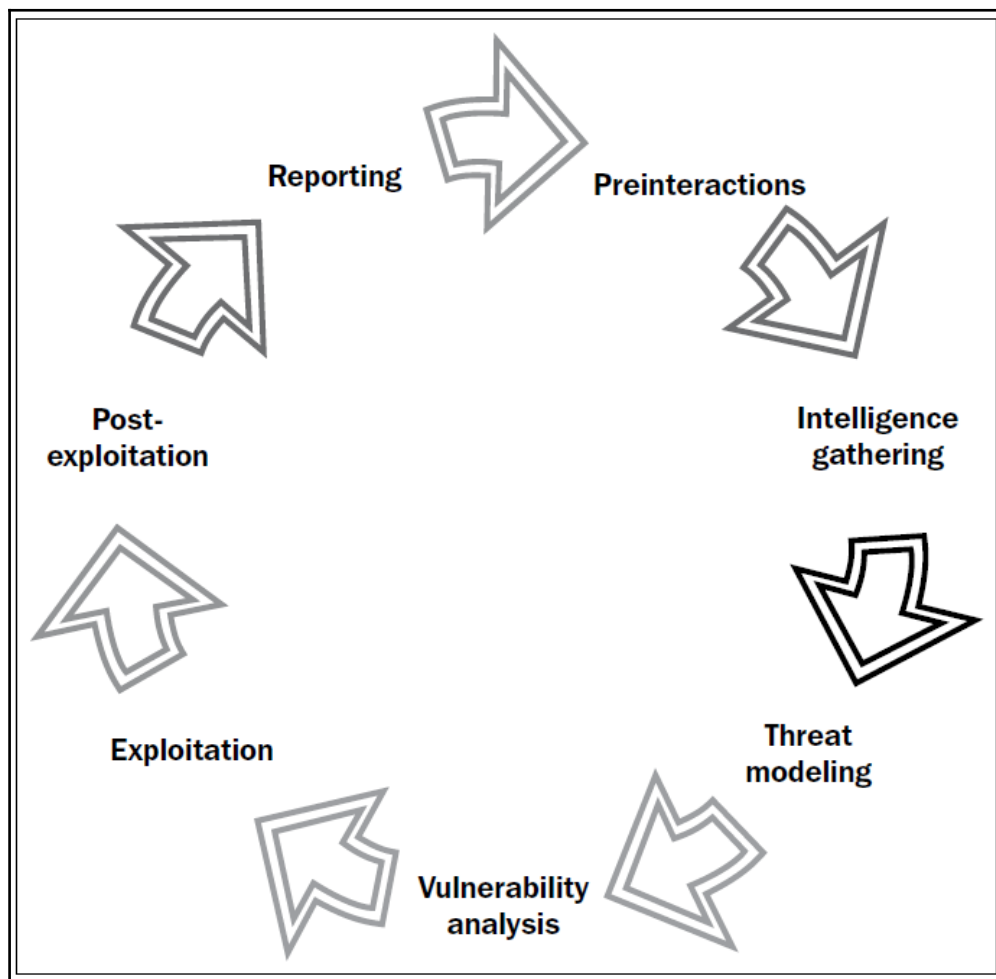 Reporting
Preinteractions
Intelligence
gathering
Threat
modeling
Vulnerability
analysis
Exploitation
Post-
exploitation